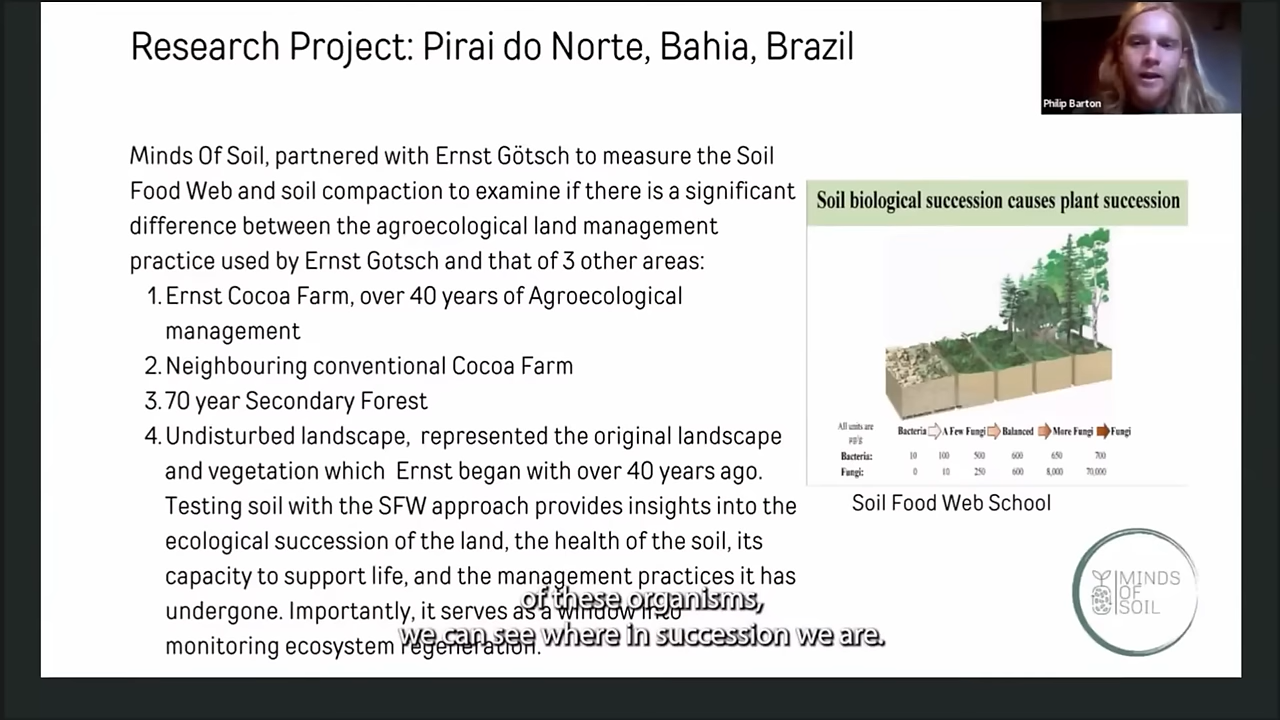 Research Project: Pirai do Norte, Bahia, Brazil
Philip Barton
Minds Of Soil, partnered with Ernst Götsch to measure the Soil
Food Web and soil compaction to examine if there is a significant
difference between the agroecological land management
practice used by Ernst Gotsch and that of 3 other areas:
1. Ernst Cocoa Farm, over 40 years of Agroecological
management
2. Neighbouring conventional Cocoa Farm
3. 70 year Secondary Forest
4. Undisturbed landscape, represented the original landscape
and vegetation which Ernst began with over 40 years ago.
Testing soil with the SFW approach provides insights into the
ecological succession of the land, the health of the soil, its
capacity to support life, and the management practices it has
undergone. Importantly, it serves as a window into
monitoring ecosystem regeneration.
Soil biological succession causes plant succession
All units are
µg/g
Bacteria A Few Fungi Balanced More Fungi Fungi
Bacteria: 10 100 500 600 650 700
Fungi: 0 10 250 600 8,000 70,000
Soil Food Web School
MINDS
OF
SOIL
of these organisms,
we can see where in succession we are.